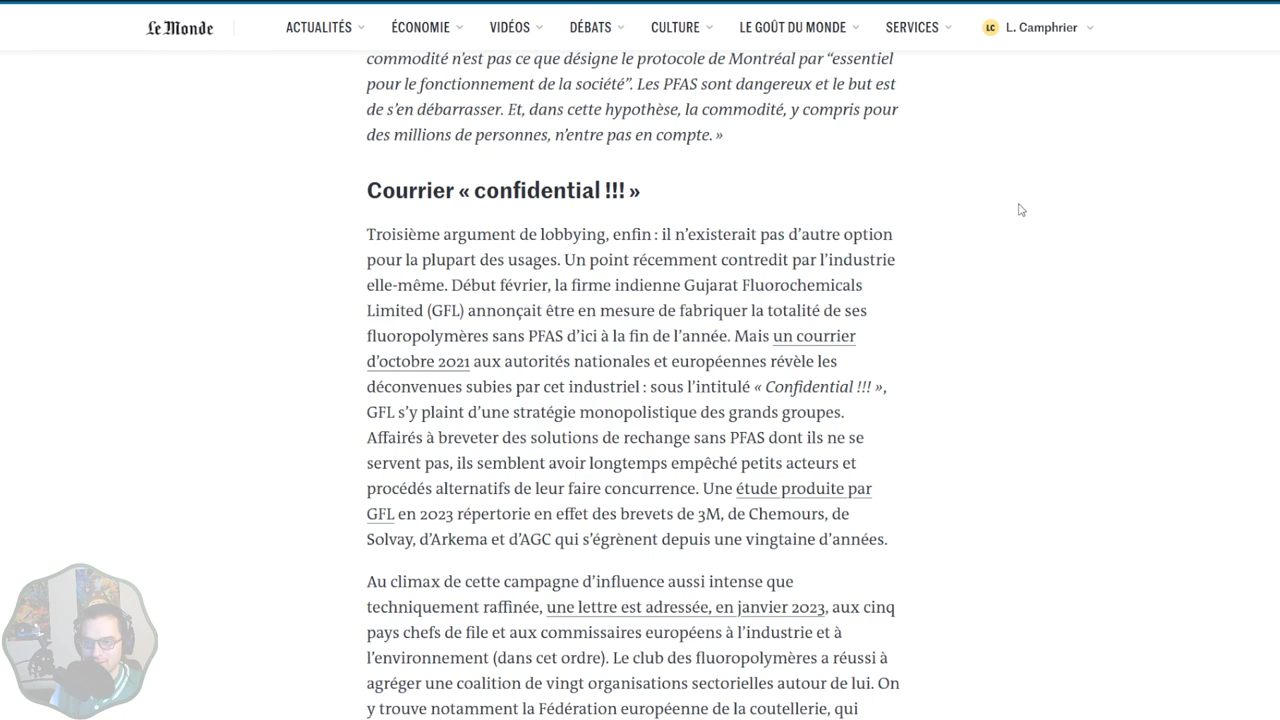 Le Monde
ACTUALITÉS
ÉCONOMIE
VIDÉOS
DÉBATS
CULTURE
LE GOÛT DU MONDE
SERVICES
LC
L. Camphrier
commodité n’est pas ce que désigne le protocole de Montréal par “essentiel
pour le fonctionnement de la société”. Les PFAS sont dangereux et le but est
de s’en débarrasser. Et, dans cette hypothèse, la commodité, y compris pour
des millions de personnes, n’entre pas en compte. »
Courrier « confidential !!! »
Troisième argument de lobbying, enfin : il n’existerait pas d’autre option
pour la plupart des usages. Un point récemment contredit par l’industrie
elle-même. Début février, la firme indienne Gujarat Fluorochemicals
Limited (GFL) annonçait être en mesure de fabriquer la totalité de ses
fluoropolymères sans PFAS d’ici à la fin de l’année. Mais un courrier
d’octobre 2021 aux autorités nationales et européennes révèle les
déconvenues subies par cet industriel : sous l’intitulé « Confidential !!! »,
GFL s’y plaint d’une stratégie monopolistique des grands groupes.
Affairés à breveter des solutions de rechange sans PFAS dont ils ne se
servent pas, ils semblent avoir longtemps empêché petits acteurs et
procédés alternatifs de leur faire concurrence. Une étude produite par
GFL en 2023 répertorie en effet des brevets de 3M, de Chemours, de
Solvay, d’Arkema et d’AGC qui s’égrènent depuis une vingtaine d’années.
Au climax de cette campagne d’influence aussi intense que
techniquement raffinée, une lettre est adressée, en janvier 2023, aux cinq
pays chefs de file et aux commissaires européens à l’industrie et à
l’environnement (dans cet ordre). Le club des fluoropolymères a réussi à
agréger une coalition de vingt organisations sectorielles autour de lui. On
y trouve notamment la Fédération européenne de la coutellerie, qui